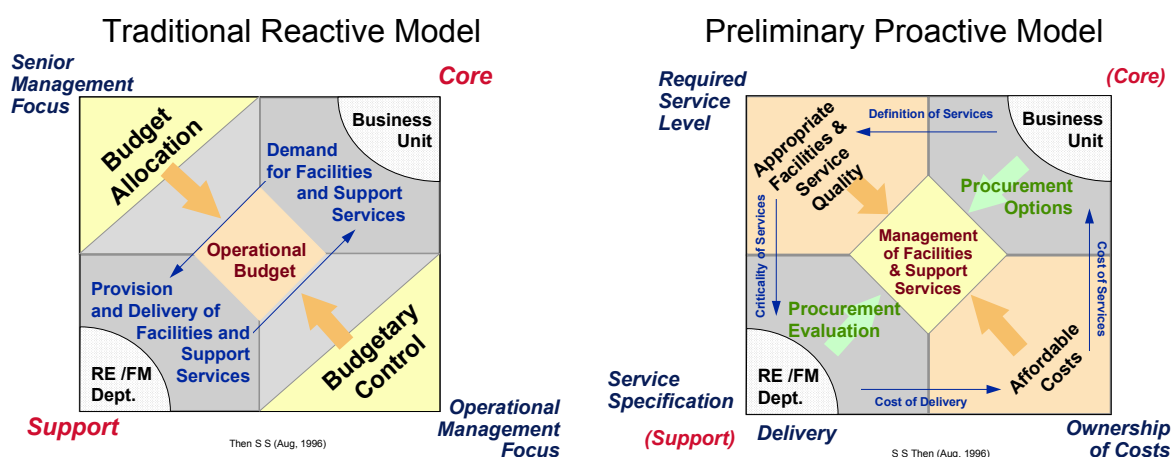 Traditional Reactive Model
Senior
Management
Focus
Core
Budget
Allocation
Business
Unit
Demand
for Facilities
and Support
Services
Operational
Budget
Provision
and Delivery of
Facilities and
Support
Services
Budgetary
Control
RE /FM
Dept.
Support
Operational
Management
Focus
Then S S (Aug, 1996)
Preliminary Proactive Model
Required
Service
Level
(Core)
Appropriate
Facilities &
Service
Quality
Definition of Services
Business
Unit
Procurement
Options
Criticality of Services
Management
of Facilities
& Support
Services
Cost of Services
Procurement
Evaluation
Affordable
Costs
RE /FM
Dept.
Cost of Delivery
Service
Specification
(Support)
Delivery
Ownership
of Costs
S S Then (Aug, 1996)